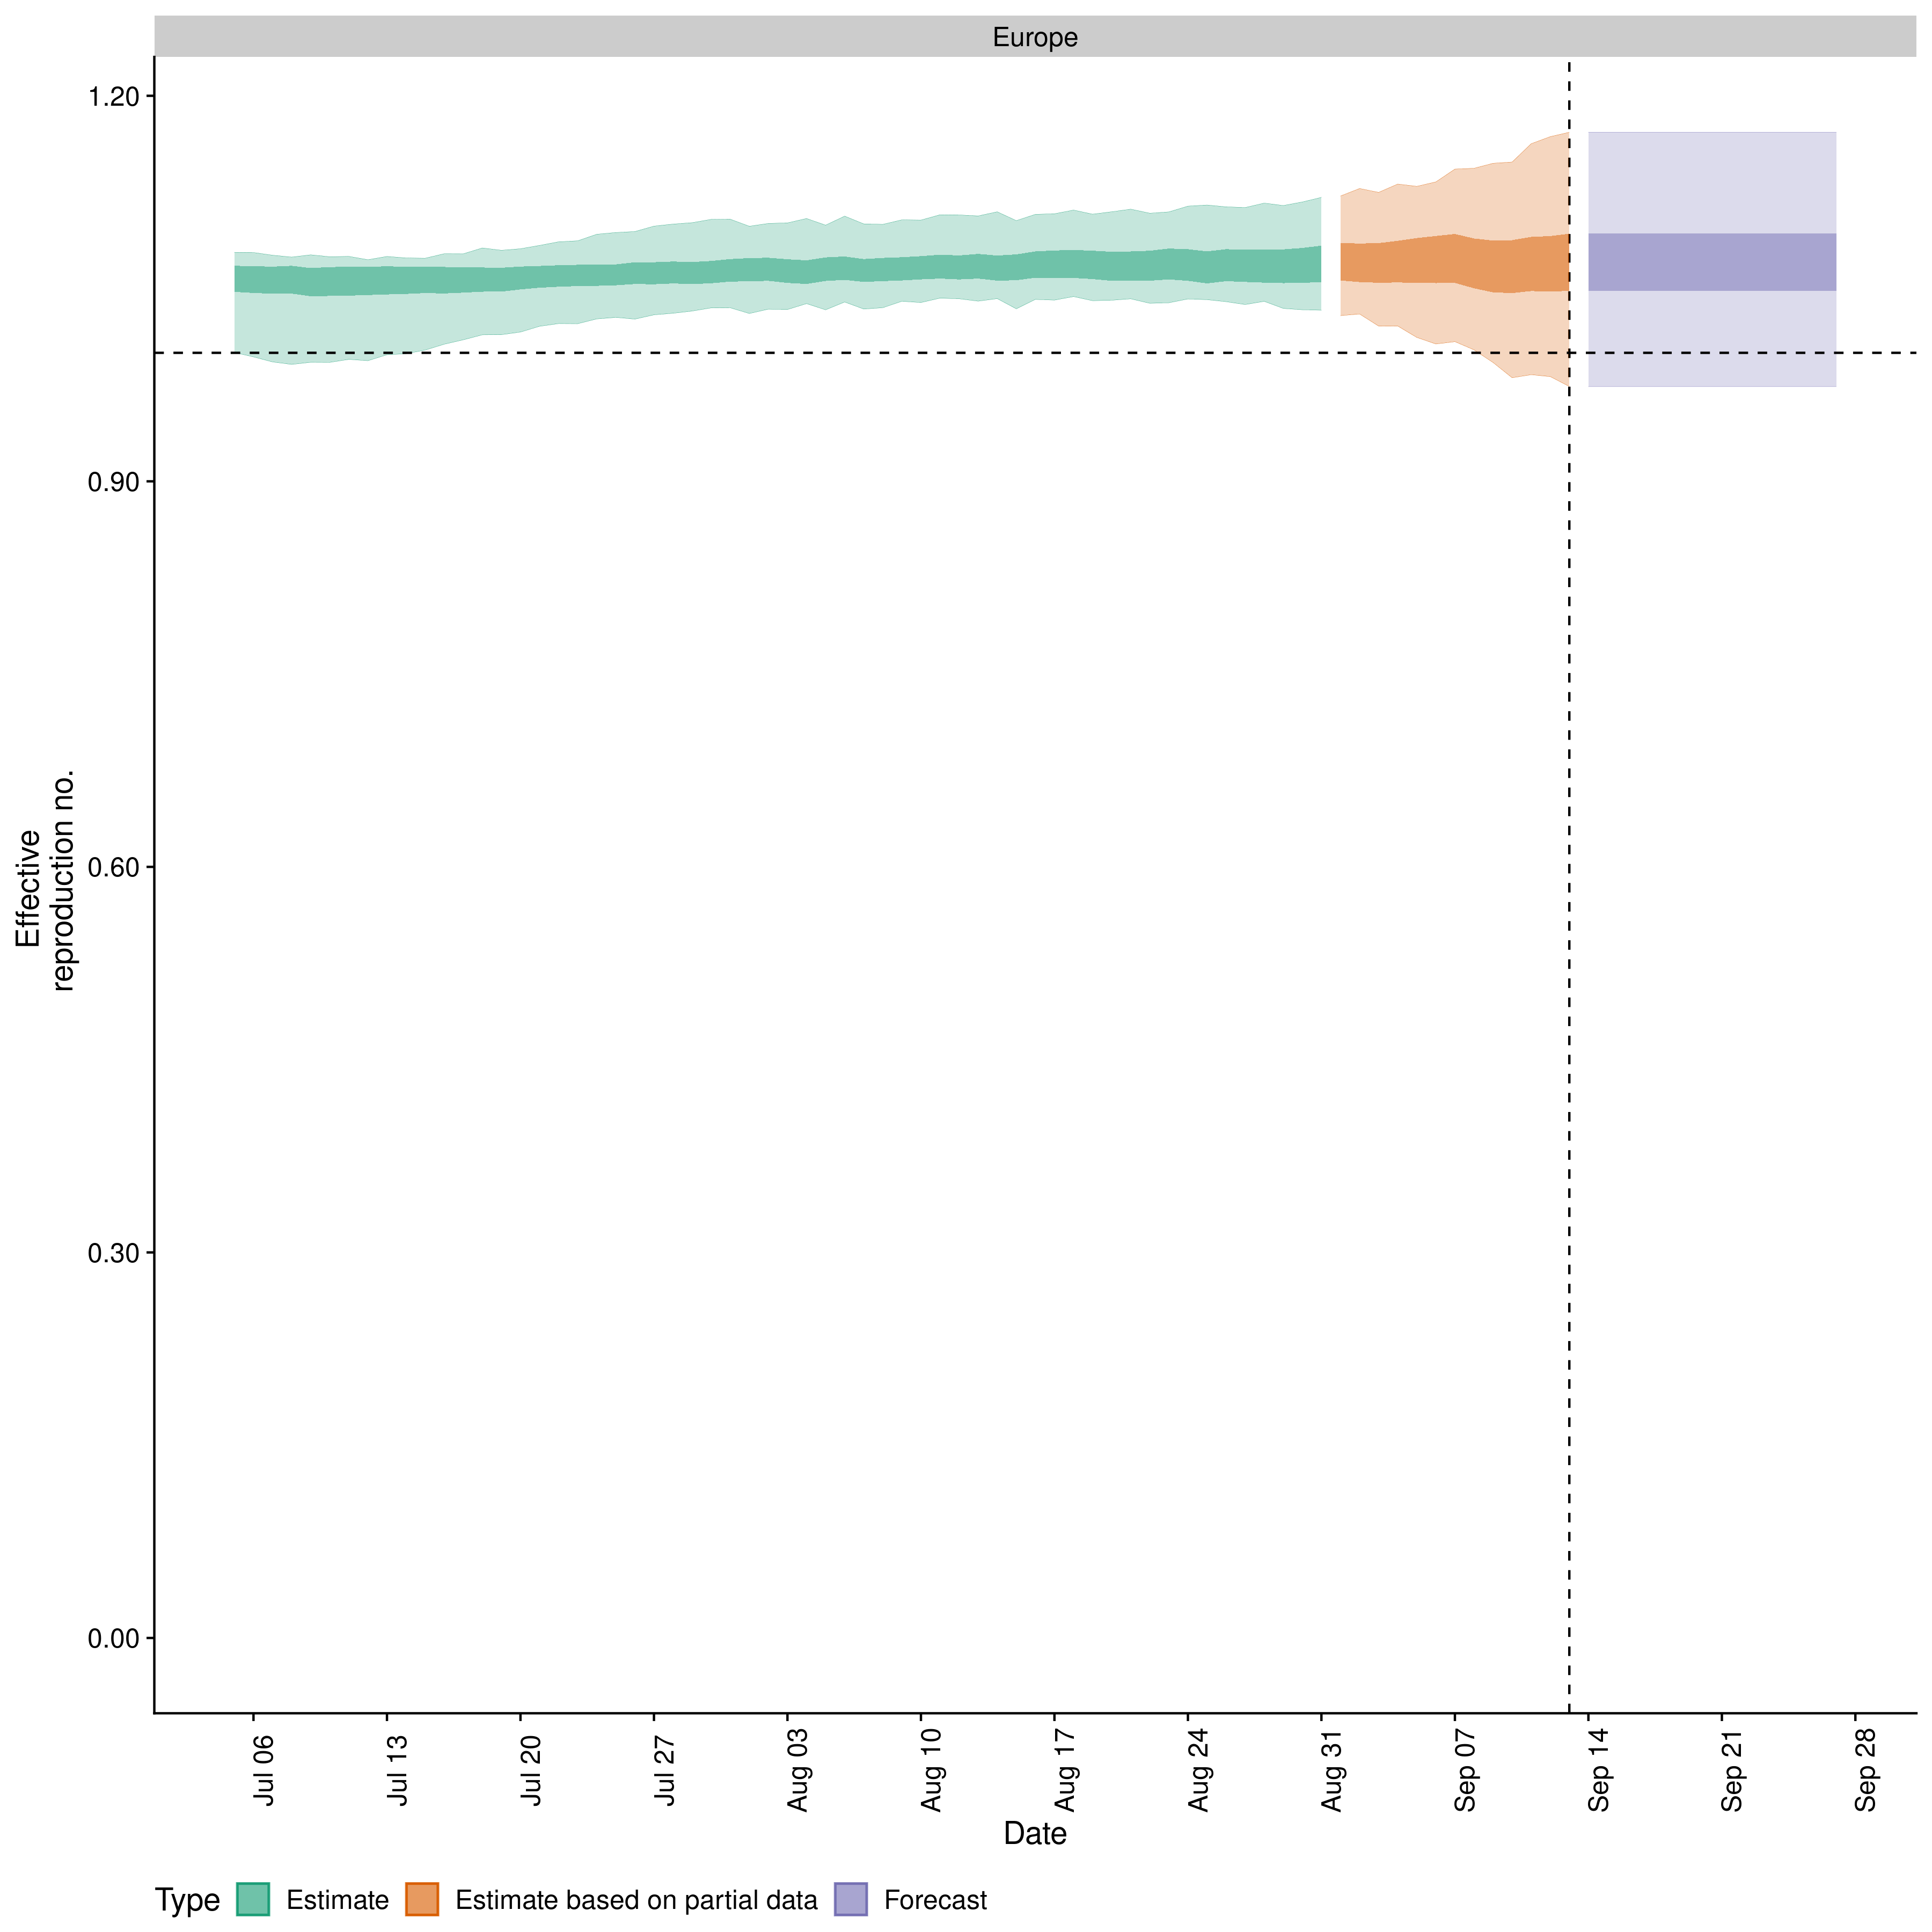 Europe
1.20
0.90
0.60
0.30
0.00
Effective
reproduction no.
Jul 06
Jul 13
Jul 20
Jul 27
Aug 03
Aug 10
Aug 17
Aug 24
Aug 31
Sep 07
Sep 14
Sep 21
Sep 28
Date
Type Estimate Estimate based on partial data Forecast